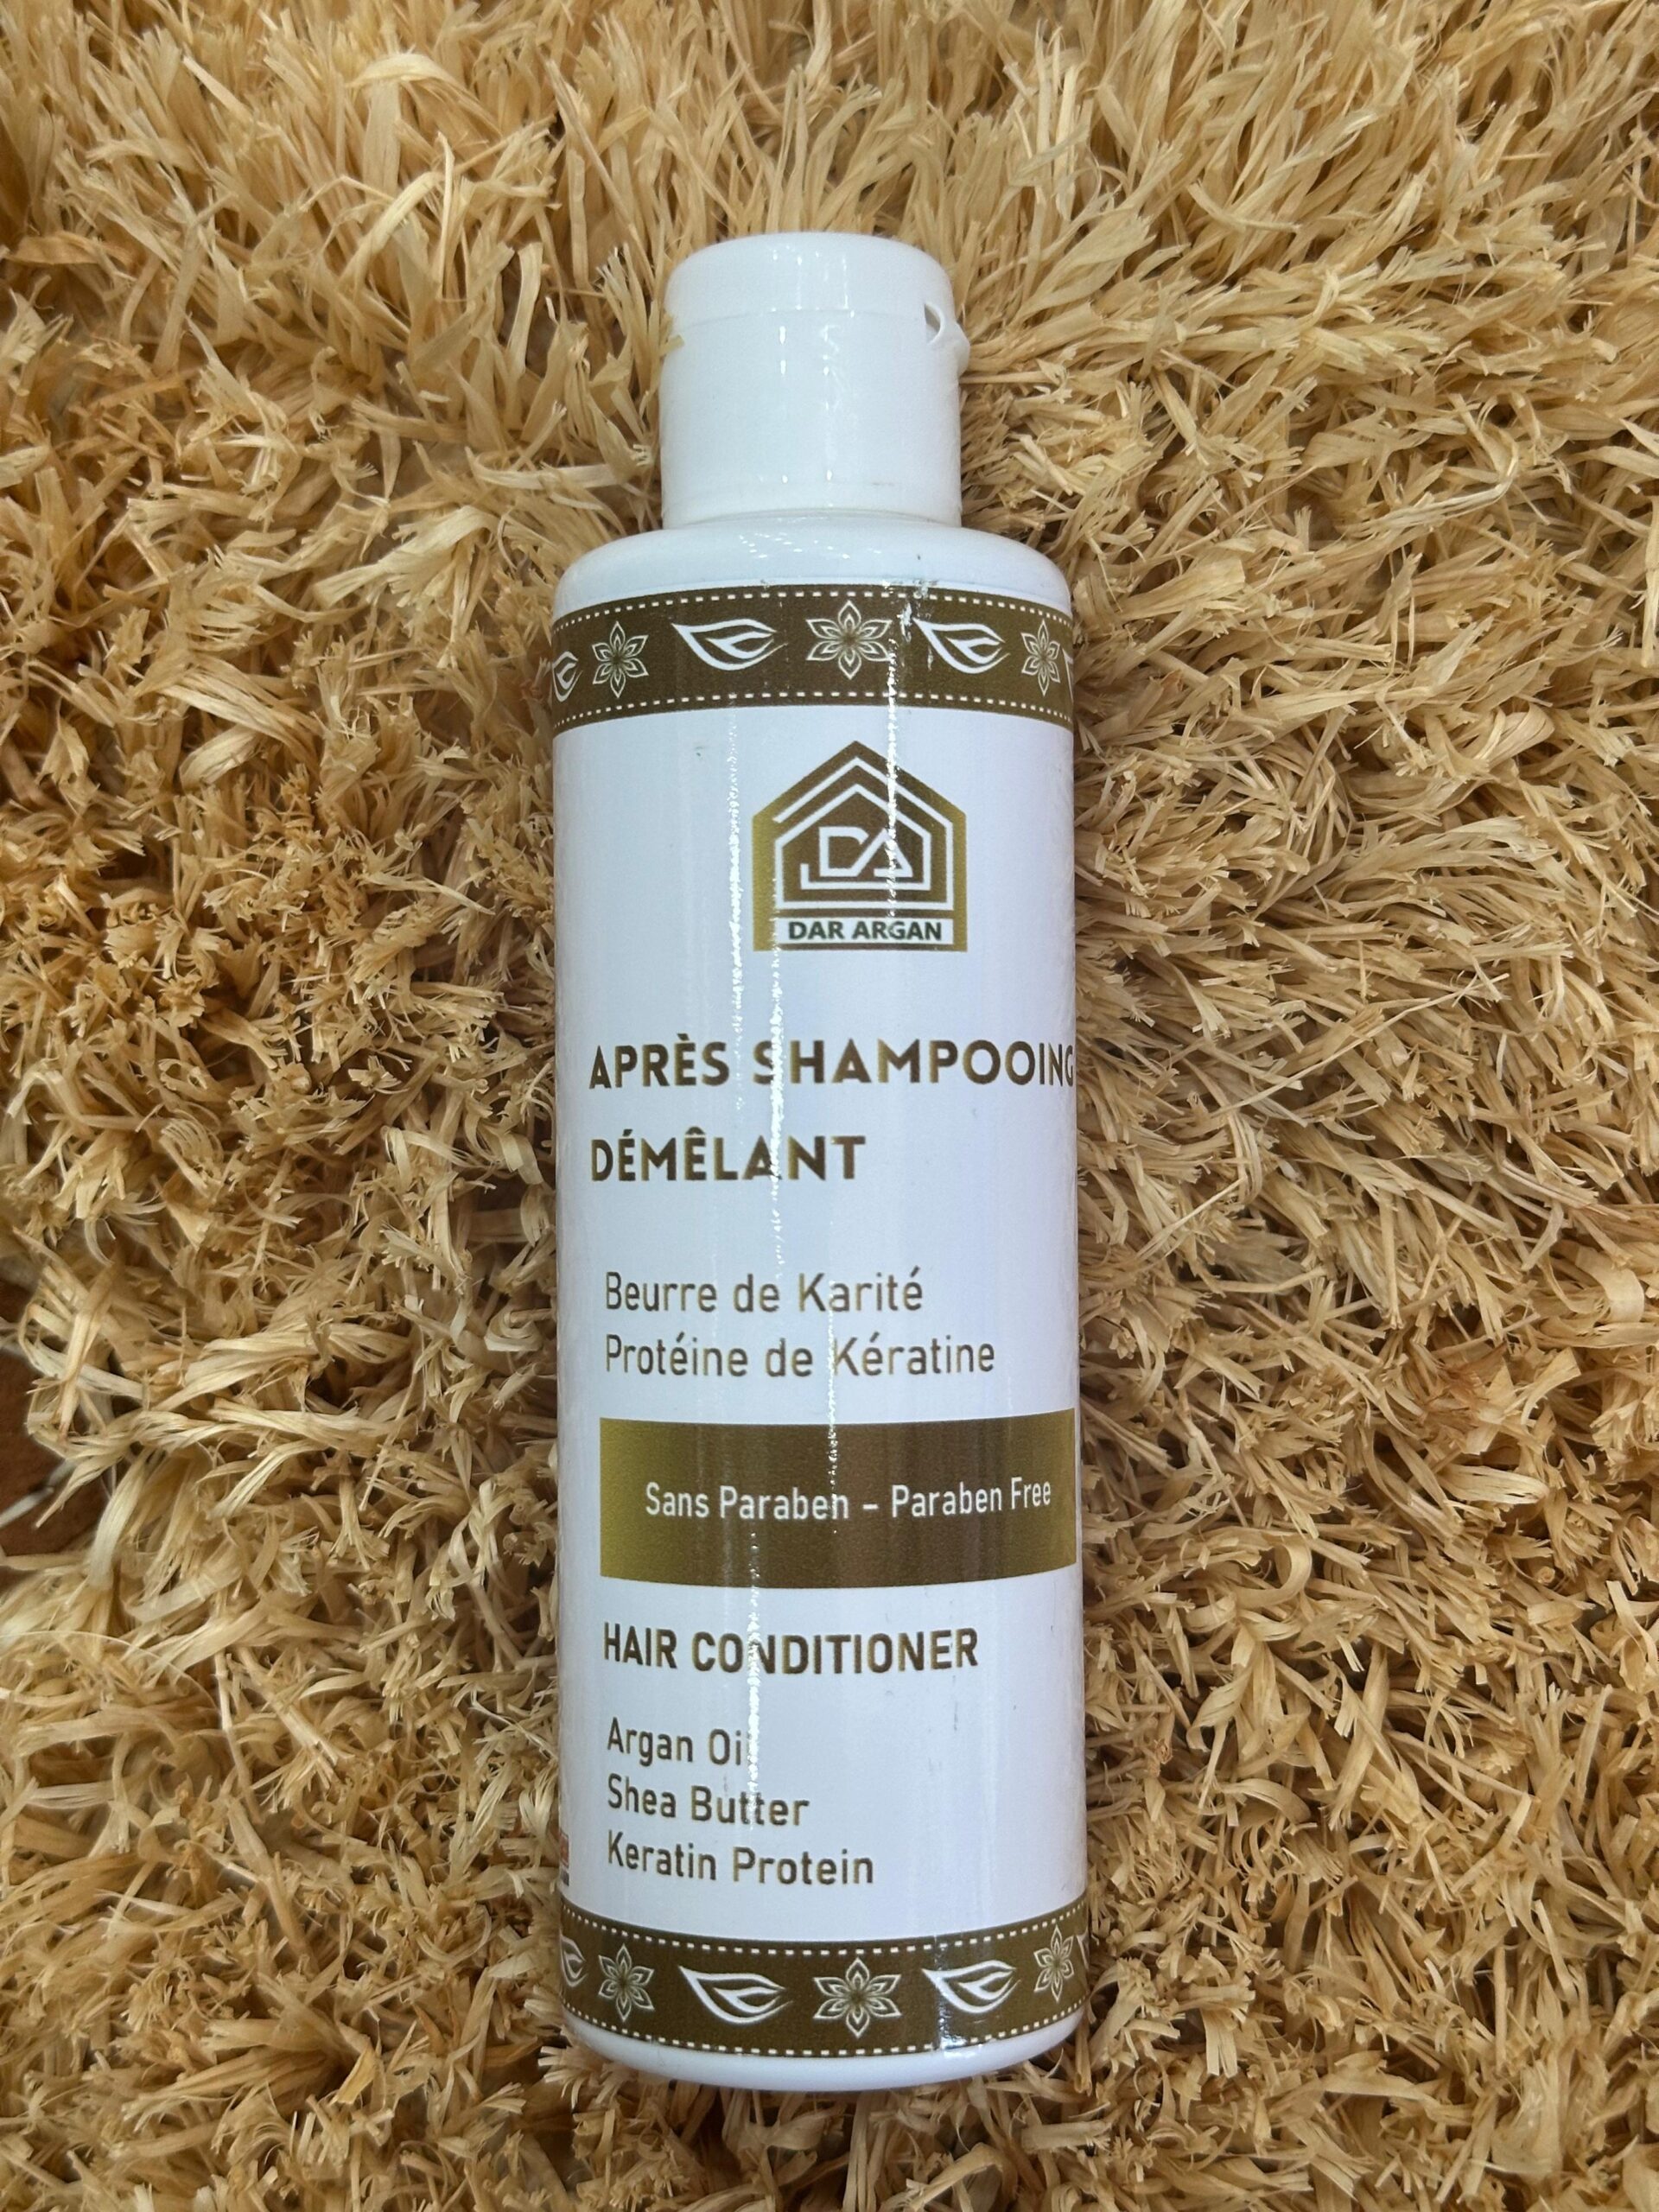 DA
DAR ARGAN
APRÈS SHAMPOOING
DÉMÊLANT
Beurre de Karité
Protéine de Kératine
Sans Paraben - Paraben Free
HAIR CONDITIONER
Argan Oil
Shea Butter
Keratin Protein